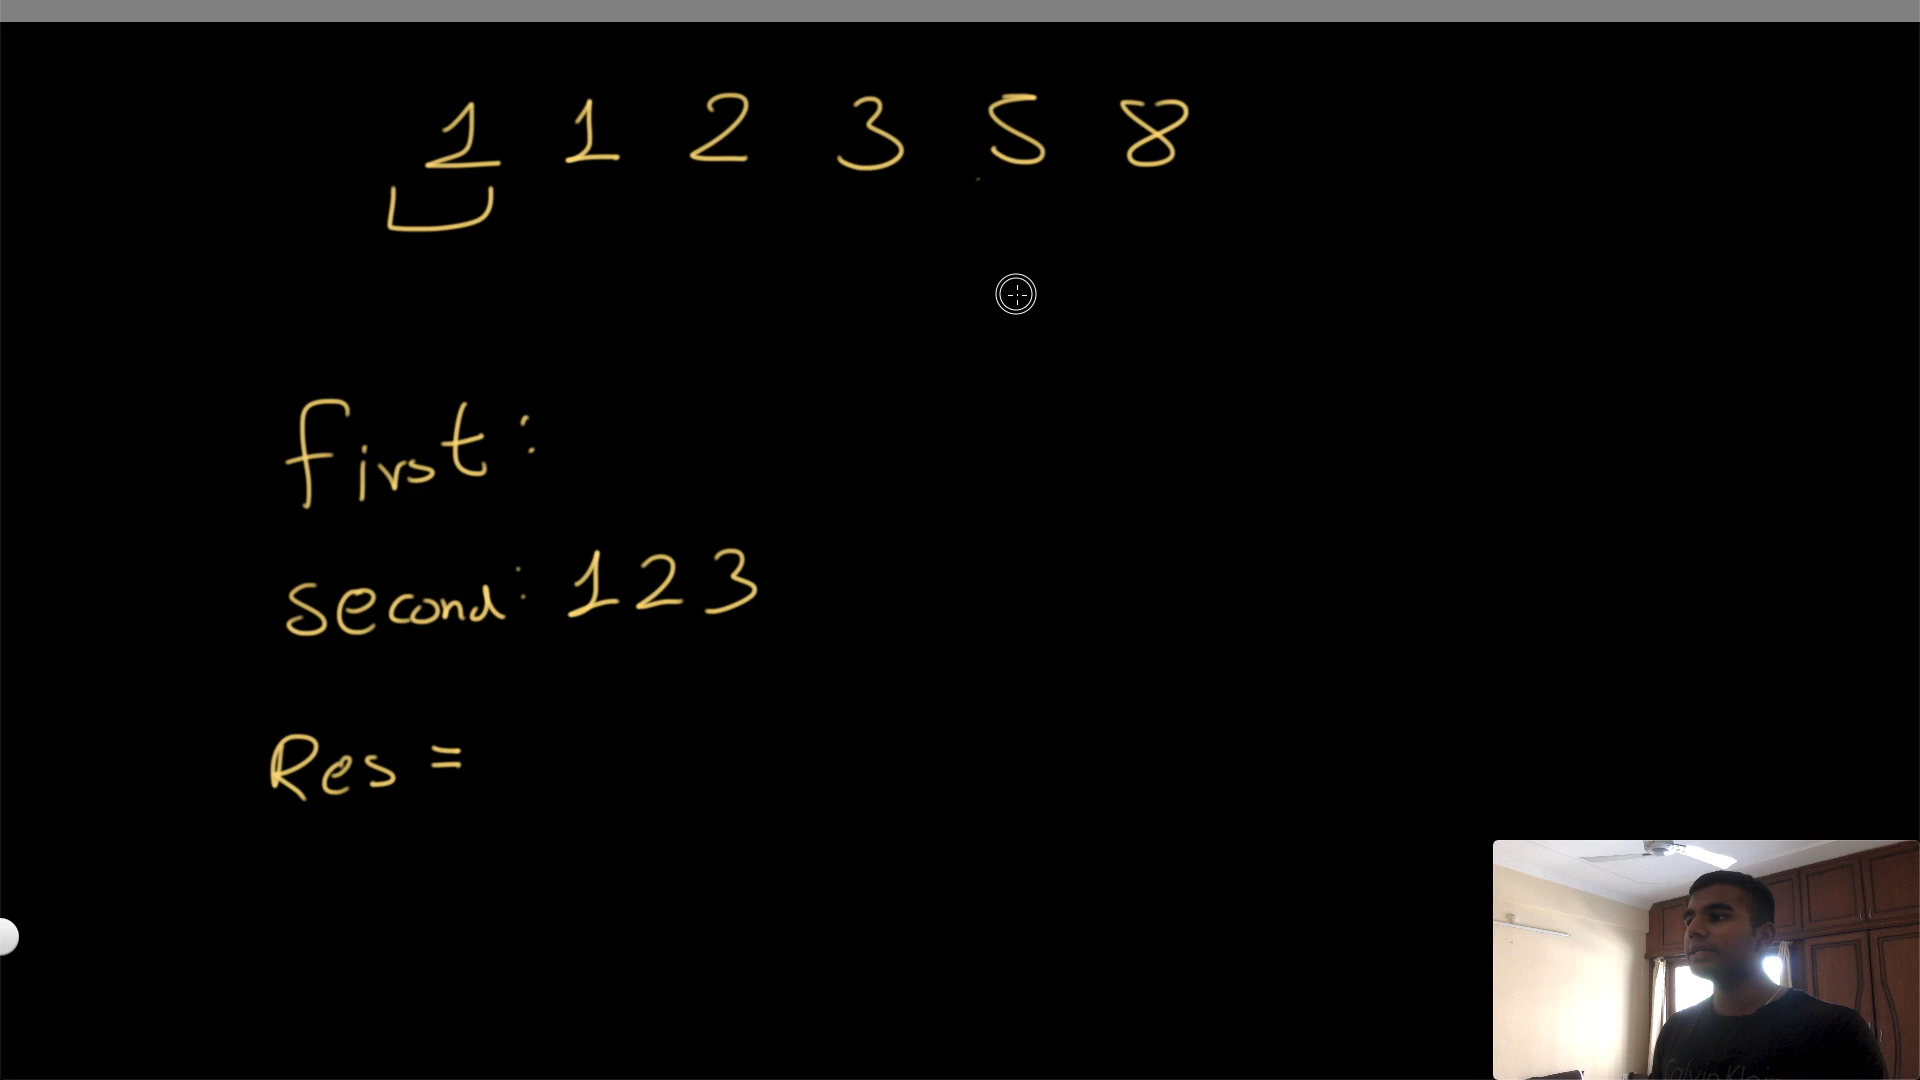 1 1 2 3 5 8
first:
second: 1 2 3
Res =